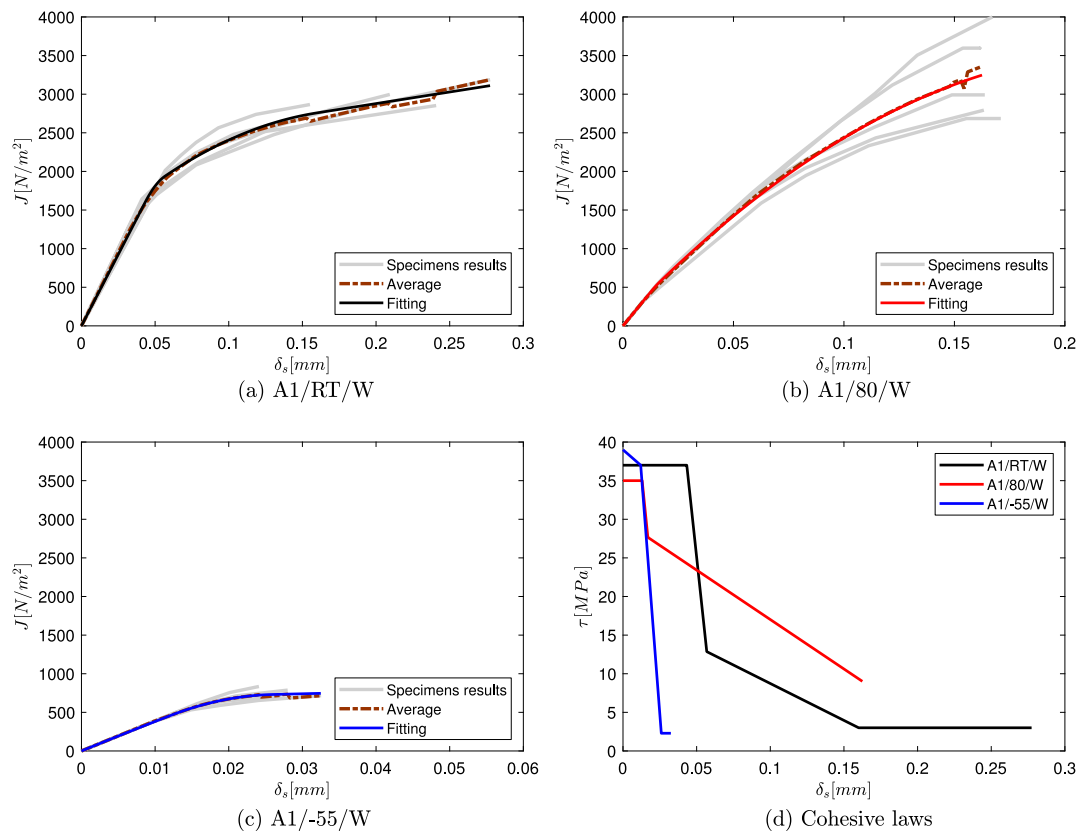 4000
3500
3000
2500
2000
1500
1000
500
0
J[N/m²]
0 0.05 0.1 0.15 0.2 0.25 0.3
δs[mm]
Specimens results
Average
Fitting
(a) A1/RT/W
4000
3500
3000
2500
2000
1500
1000
500
0
J[N/m²]
0 0.05 0.1 0.15 0.2
δs[mm]
Specimens results
Average
Fitting
(b) A1/80/W
4000
3500
3000
2500
2000
1500
1000
500
0
J[N/m²]
0 0.01 0.02 0.03 0.04 0.05 0.06
δs[mm]
Specimens results
Average
Fitting
(c) A1/-55/W
40
35
30
25
20
15
10
5
0
τ[MPa]
0 0.05 0.1 0.15 0.2 0.25 0.3
δs[mm]
A1/RT/W
A1/80/W
A1/-55/W
(d) Cohesive laws